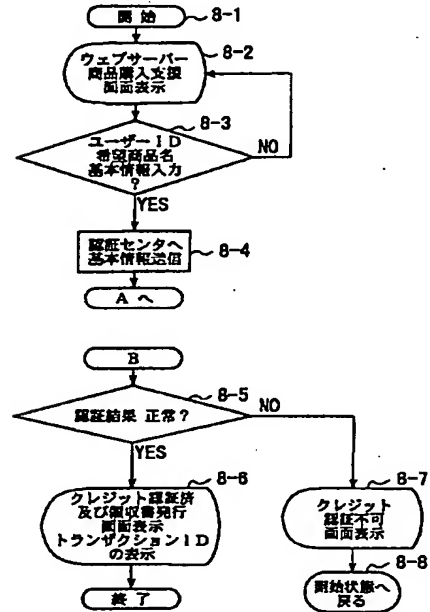 開始
8-1
ウェブサーバー
商品購入支援
画面表示
8-2
ユーザーID
希望商品名
基本情報入力
?
8-3
NO
YES
認証センタへ
基本情報送信
8-4
Aへ
B
認証結果 正常?
8-5
NO
YES
クレジット認証済
及び領収書発行
画面表示
トランザクションID
の表示
8-6
クレジット
認証不可
画面表示
8-7
終了
開始状態へ
戻る
8-8